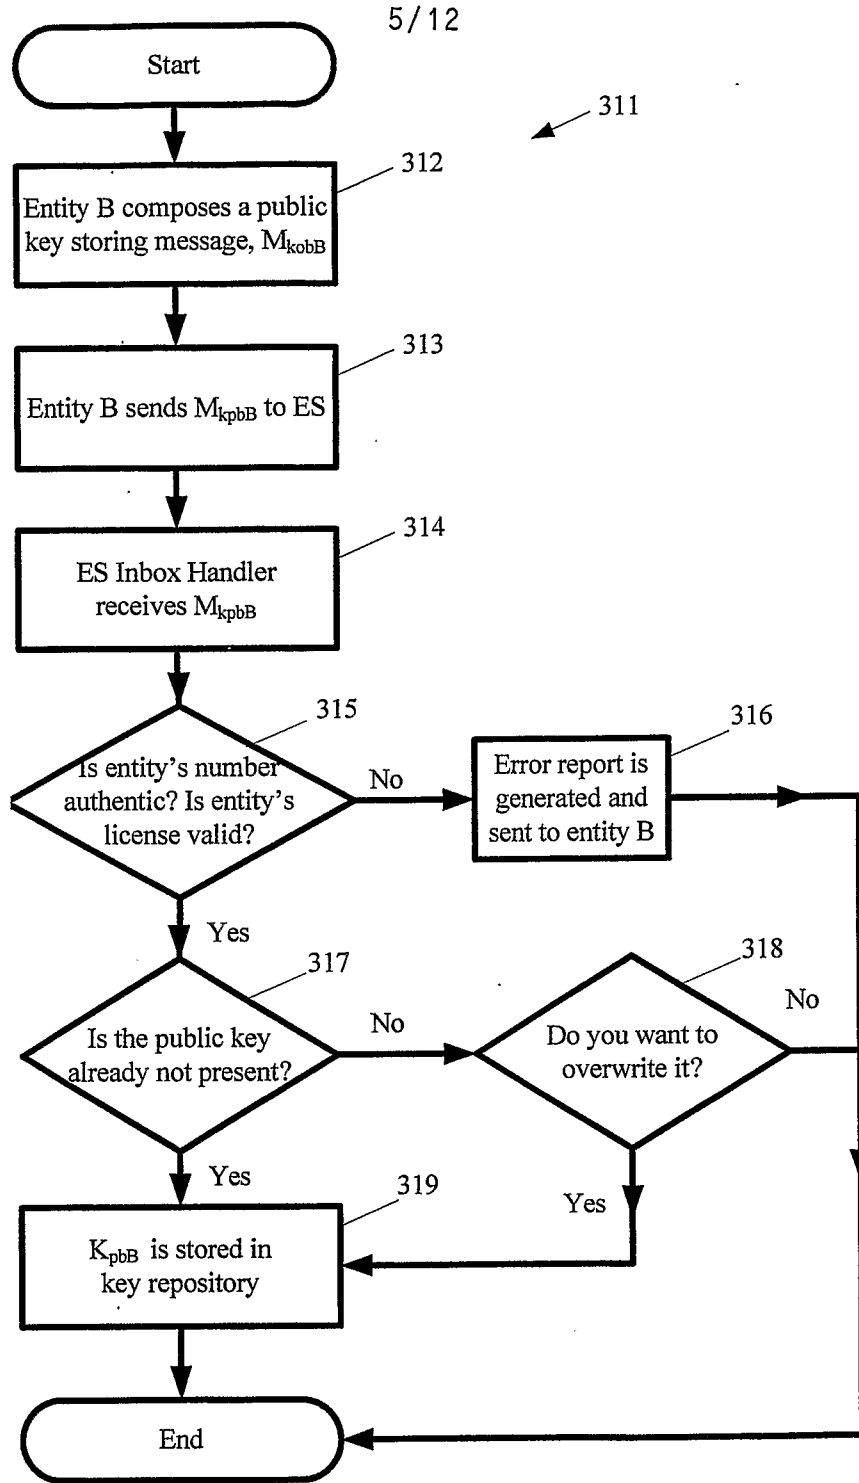 5/12
Start
311
312
Entity B composes a public
key storing message, MkobB
313
Entity B sends MkpbB to ES
314
ES Inbox Handler
receives MkpbB
315
Is entity's number
authentic? Is entity's
license valid?
No
316
Error report is
generated and
sent to entity B
Yes
317
Is the public key
already not present?
No
318
Do you want to
overwrite it?
No
Yes
Yes
319
KpbB is stored in
key repository
End